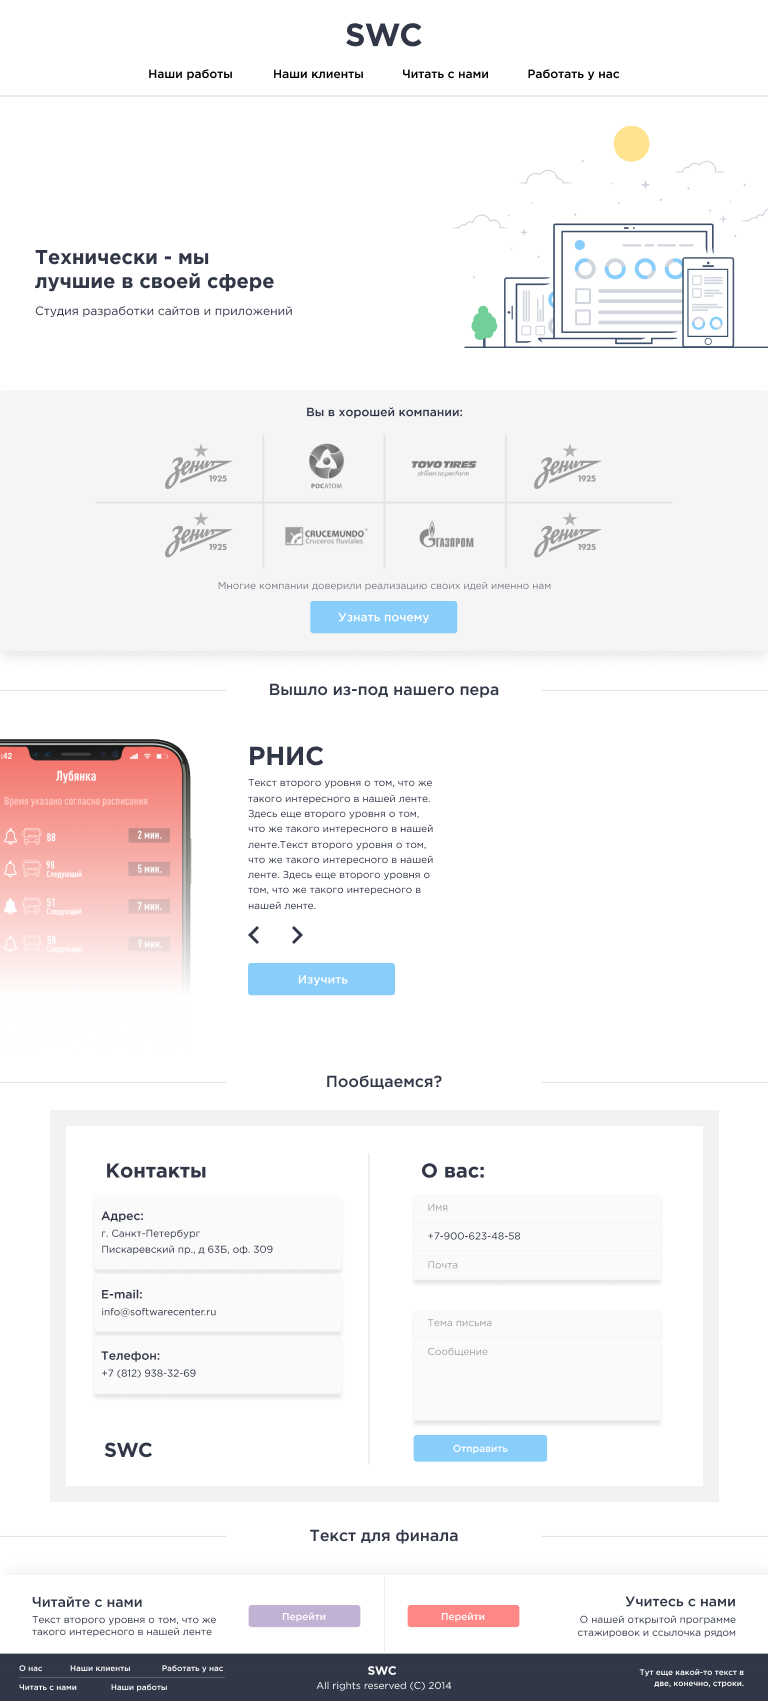 SWC
Наши работы Наши клиенты Читать с нами Работать у нас
Технически - мы
лучшие в своей сфере
Студия разработки сайтов и приложений
Вы в хорошей компании:
Зенит 1925
РОСАТОМ
TOYO TIRES
driven to perform
Зенит 1925
Зенит 1925
CRUCEMUNDO
Cruceros fluviales
ГАЗПРОМ
Зенит 1925
Многие компании доверили реализацию своих идей именно нам
Узнать почему
Вышло из-под нашего пера
:42
Лубянка
Время указано согласно расписания
88 2 мин.
98 Следующий 5 мин.
51 Следующий 7 мин.
58 Следующий 9 мин.
РНИС
Текст второго уровня о том, что же
такого интересного в нашей ленте.
Здесь еще второго уровня о том,
что же такого интересного в нашей
ленте.Текст второго уровня о том,
что же такого интересного в нашей
ленте. Здесь еще второго уровня о
том, что же такого интересного в
нашей ленте.
Изучить
Пообщаемся?
Контакты
Адрес:
г. Санкт-Петербург
Пискаревский пр., д 63Б, оф. 309
E-mail:
info@softwarecenter.ru
Телефон:
+7 (812) 938-32-69
SWC
О вас:
Имя
+7-900-623-48-58
Почта
Тема письма
Сообщение
Отправить
Текст для финала
Читайте с нами
Текст второго уровня о том, что же
такого интересного в нашей ленте
Перейти
Перейти
Учитесь с нами
О нашей открытой программе
стажировок и ссылочка рядом
О нас Наши клиенты Работать у нас
Читать с нами Наши работы
SWC
All rights reserved (C) 2014
Тут еще какой-то текст в
две, конечно, строки.